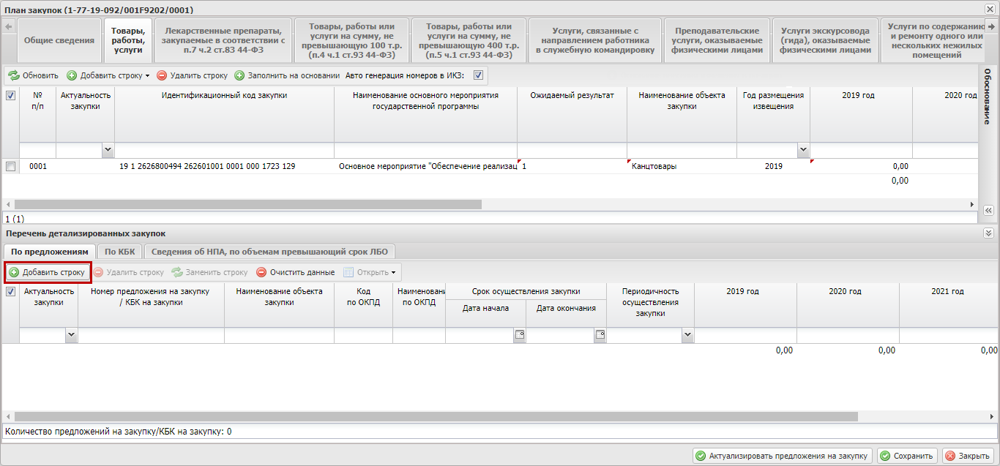 План закупок (1-77-19-092/001F9202/0001)
Общие сведения
Товары,
работы,
услуги
Лекарственные препараты,
закупаемые в соответствии с
п.7 ч.2 ст.83 44-ФЗ
Товары, работы или
услуги на сумму, не
превышающую 100 т.р.
(п.4 ч.1 ст.93 44-ФЗ)
Товары, работы или
услуги на сумму, не
превышающую 400 т.р.
(п.5 ч.1 ст.93 44-ФЗ)
Услуги, связанные с
направлением работника
в служебную командировку
Преподавательские
услуги, оказываемые
физическими лицами
Услуги экскурсовода
(гида), оказываемые
физическими лицами
Услуги по содержанию
и ремонту одного или
нескольких нежилых
помещений
Обновить Добавить строку Удалить строку Заполнить на основании Авто генерация номеров в ИКЗ:
Обоснование
№
п/п
Актуальность
закупки
Идентификационный код закупки
Наименование основного мероприятия
государственной программы
Ожидаемый результат
Наименование объекта
закупки
Год размещения
извещения
2019 год
2020 год
0001 19 1 2626800494 262601001 0001 000 1723 129 Основное мероприятие "Обеспечение реализац 1 Канцтовары 2019 0,00
0,00
1 (1)
Перечень детализированных закупок
По предложениям По КБК Сведения об НПА, по объемам превышающий срок ЛБО
Добавить строку Удалить строку Заменить строку Очистить данные Открыть
Актуальность
закупки
Номер предложения на закупку
/ КБК на закупки
Наименование объекта
закупки
Код
по ОКПД
Наименовани
по ОКПД
Срок осуществления закупки
Дата начала Дата окончания
Периодичность
осуществления
закупки
2019 год
2020 год
2021 год
0,00 0,00 0,00
Количество предложений на закупку/КБК на закупку: 0
Актуализировать предложения на закупку Сохранить Закрыть